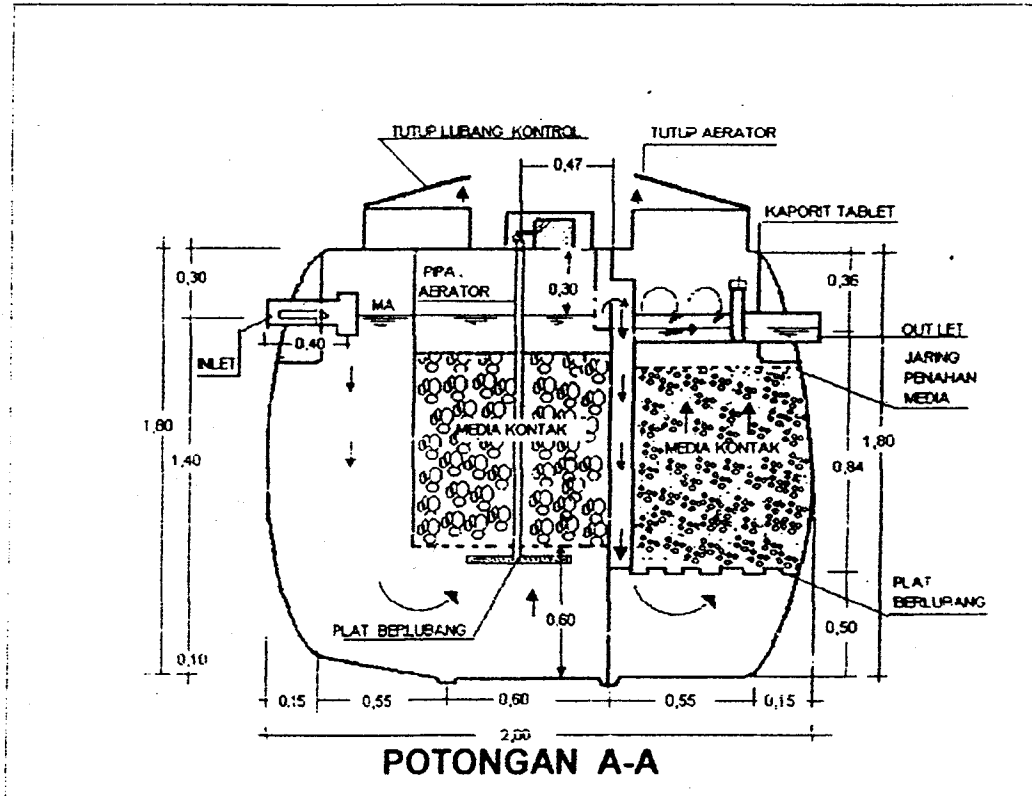 TUTUP LUBANG KONTROL
TUTUP AERATOR
0,47
KAPORIT TABLET
0,30
PIPA
AERATOR
0,30
0,36
MA
INLET
0,40
OUT LET
JARING
PENAHAN
MEDIA
1,80
1,40
MEDIA KONTAK
MEDIA KONTAK
0,84
1,80
PLAT
BERLUBANG
PLAT BERLUBANG
0,60
0,50
0,10
0,15
0,55
0,60
0,55
0,15
2,00
POTONGAN A-A